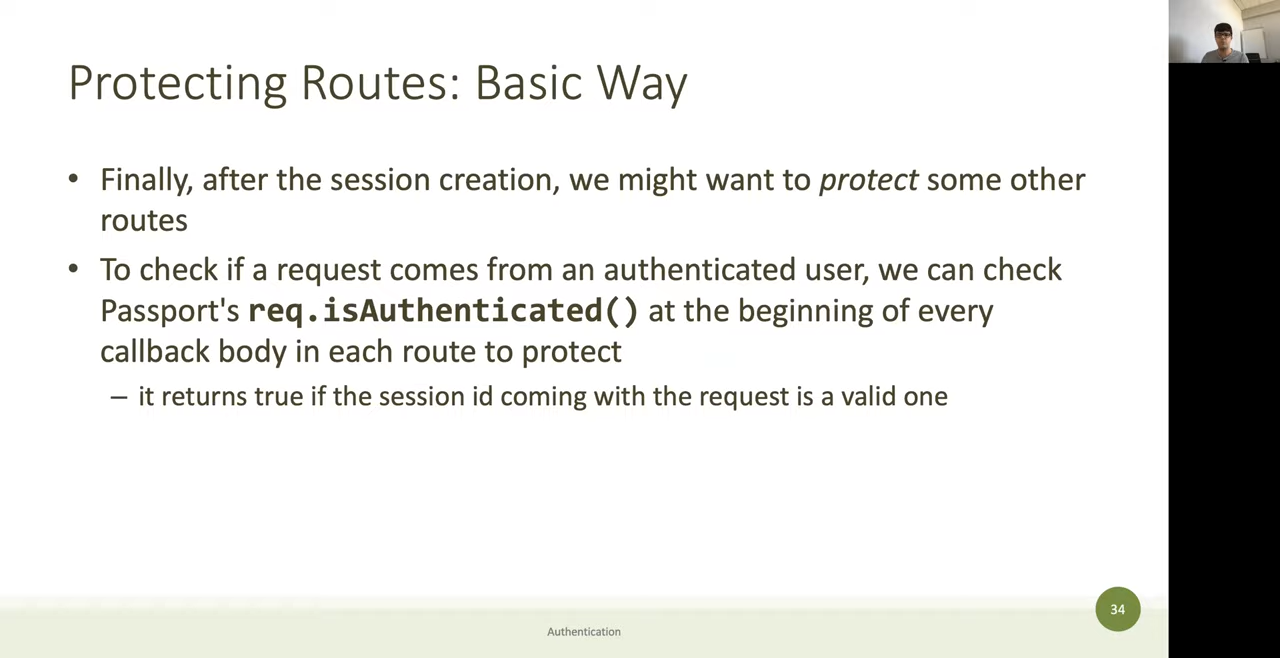 Protecting Routes: Basic Way
• Finally, after the session creation, we might want to protect some other
routes
• To check if a request comes from an authenticated user, we can check
Passport's req.isAuthenticated() at the beginning of every
callback body in each route to protect
– it returns true if the session id coming with the request is a valid one
34
Authentication